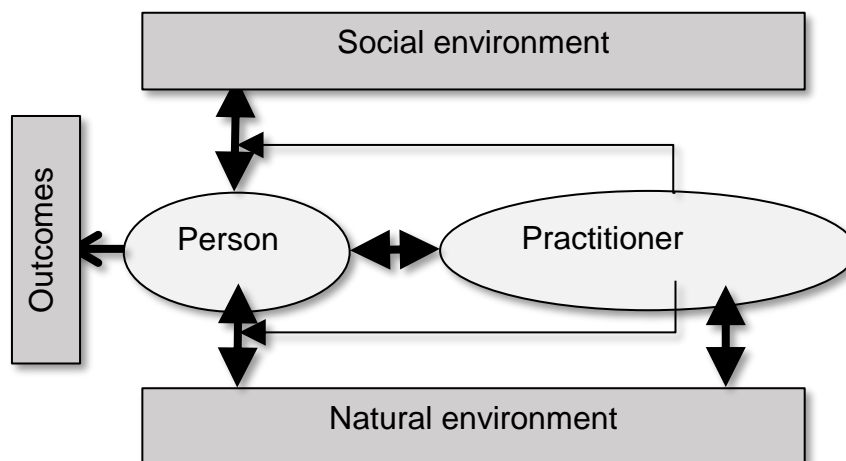 Social environment
Outcomes
Person
Practitioner
Natural environment